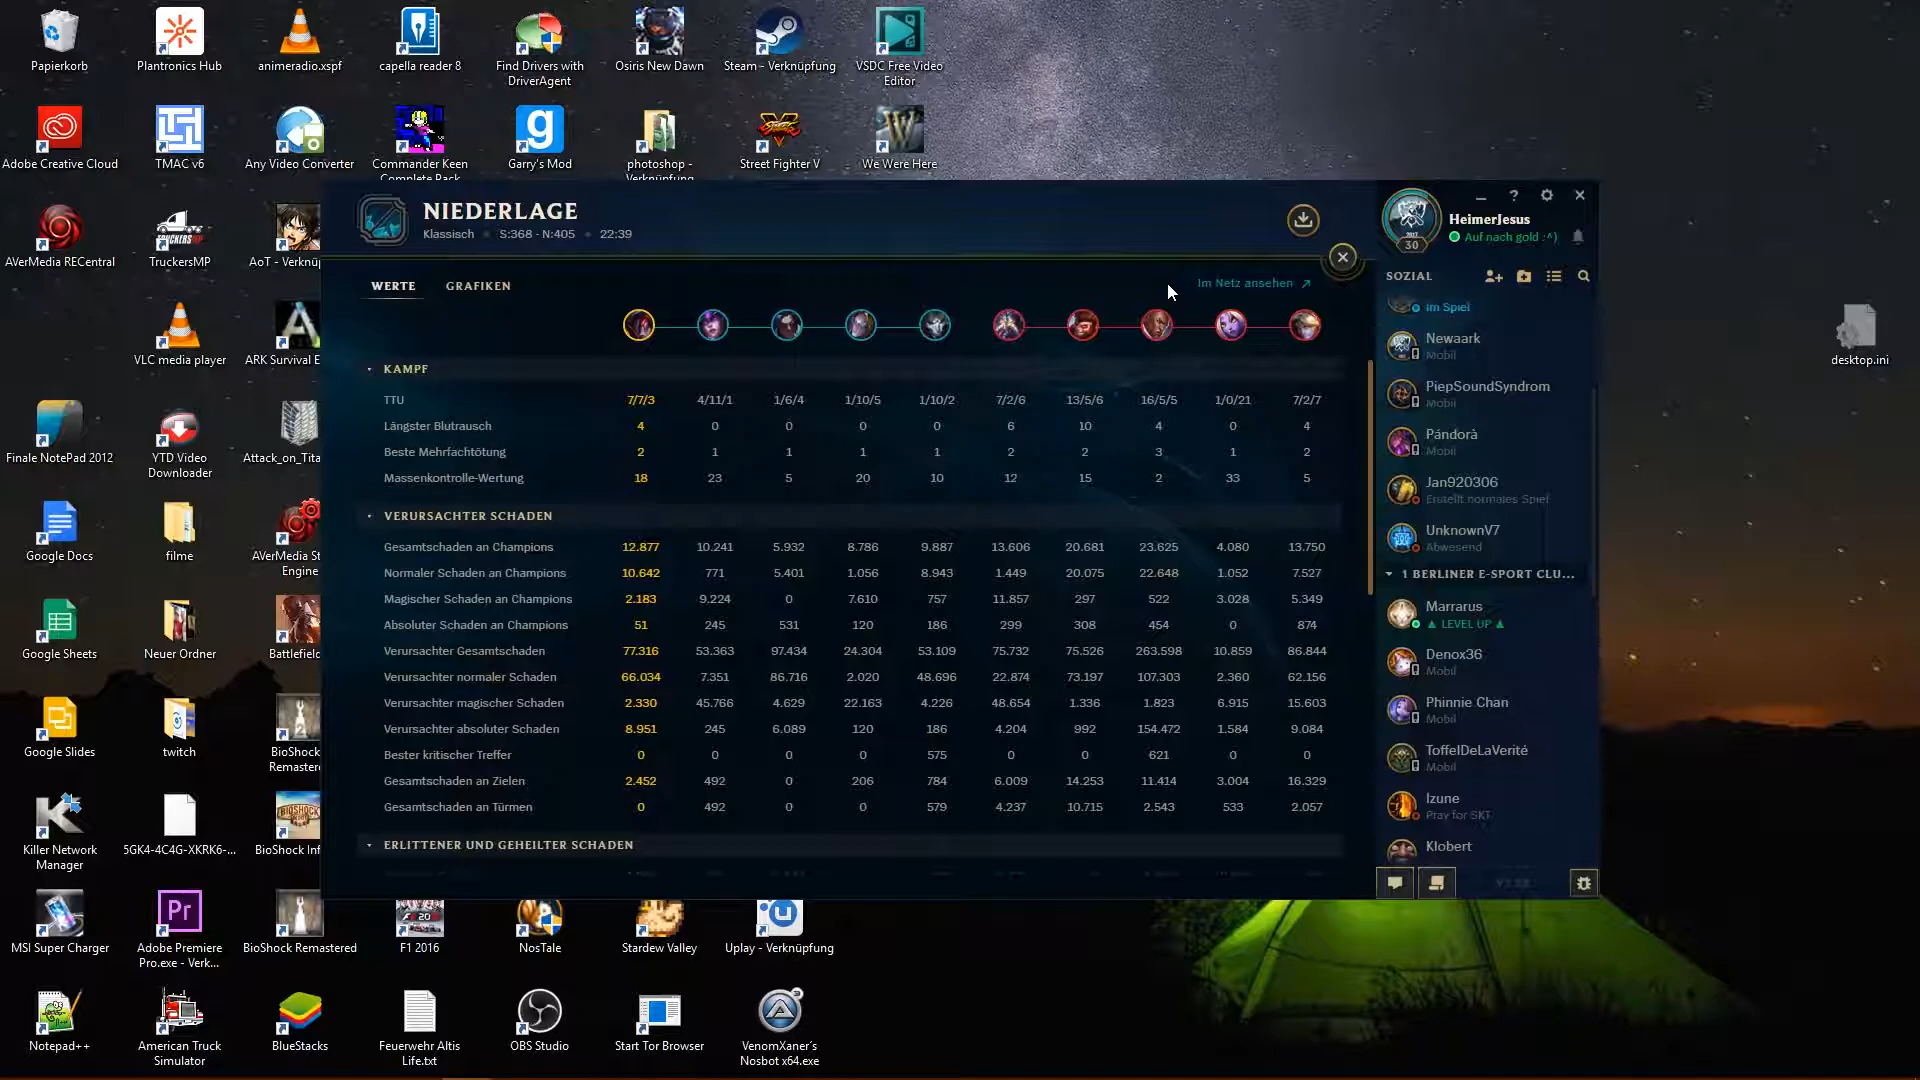 Papierkorb
Plantronics Hub
animeradio.xspf
capella reader 8
Find Drivers with
DriverAgent
Osiris New Dawn
Steam - Verknüpfung
VSDC Free Video
Editor
Adobe Creative Cloud
TMAC v6
Any Video Converter
Commander Keen
Complete Pack
Garry's Mod
photoshop -
Verknüpfung
Street Fighter V
We Were Here
AVerMedia RECentral
TruckersMP
AoT - Verknüp
VLC media player
ARK Survival E
desktop.ini
Finale NotePad 2012
YTD Video
Downloader
Attack_on_Tita
Google Docs
filme
AVerMedia St
Engine
Google Sheets
Neuer Ordner
Battlefield
Google Slides
twitch
BioShock
Remastere
Killer Network
Manager
5GK4-4C4G-XKRK6-...
BioShock Inf
MSI Super Charger
Adobe Premiere
Pro.exe - Verk...
BioShock Remastered
F1 2016
NosTale
Stardew Valley
Uplay - Verknüpfung
Notepad++
American Truck
Simulator
BlueStacks
Feuerwehr Altis
Life.txt
OBS Studio
Start Tor Browser
VenomXaner's
Nosbot x64.exe
NIEDERLAGE
Klassisch S:368 - N:405 22:39
WERTE GRAFIKEN Im Netz ansehen
KAMPF
TTU 7/7/3 4/11/1 1/6/4 1/10/5 1/10/2 7/2/6 13/5/6 16/5/5 1/0/21 7/2/7
Längster Blutrausch 4 0 0 0 0 6 10 4 0 4
Beste Mehrfachtötung 2 1 1 1 1 2 2 3 1 2
Massenkontrolle-Wertung 18 23 5 20 10 12 15 2 33 5
VERURSACHTER SCHADEN
Gesamtschaden an Champions 12.877 10.241 5.932 8.786 9.887 13.606 20.681 23.625 4.080 13.750
Normaler Schaden an Champions 10.642 771 5.401 1.056 8.943 1.449 20.075 22.648 1.052 7.527
Magischer Schaden an Champions 2.183 9.224 0 7.610 757 11.857 297 522 3.028 5.349
Absoluter Schaden an Champions 51 245 531 120 186 299 308 454 0 874
Verursachter Gesamtschaden 77.316 53.363 97.434 24.304 53.109 75.732 75.526 263.598 10.859 86.844
Verursachter normaler Schaden 66.034 7.351 86.716 2.020 48.696 22.874 73.197 107.303 2.360 62.156
Verursachter magischer Schaden 2.330 45.766 4.629 22.163 4.226 48.654 1.336 1.823 6.915 15.603
Verursachter absoluter Schaden 8.951 245 6.089 120 186 4.204 992 154.472 1.584 9.084
Bester kritischer Treffer 0 0 0 0 575 0 0 621 0 0
Gesamtschaden an Zielen 2.452 492 0 206 784 6.009 14.253 11.414 3.004 16.329
Gesamtschaden an Türmen 0 492 0 0 579 4.237 10.715 2.543 533 2.057
ERLITTENER UND GEHEILTER SCHADEN
HeimerJesus
30
Auf nach gold :^)
SOZIAL
Im Spiel
Newaark
Mobil
PiepSoundSyndrom
Mobil
Pándorà
Mobil
Jan920306
Erstellt normales Spiel
UnknownV7
Abwesend
1 BERLINER E-SPORT CLU...
Marrarus
▲ LEVEL UP ▲
Denox36
Mobil
Phinnie Chan
Mobil
ToffelDeLaVerité
Mobil
Izune
Pray for SKT
Klobert